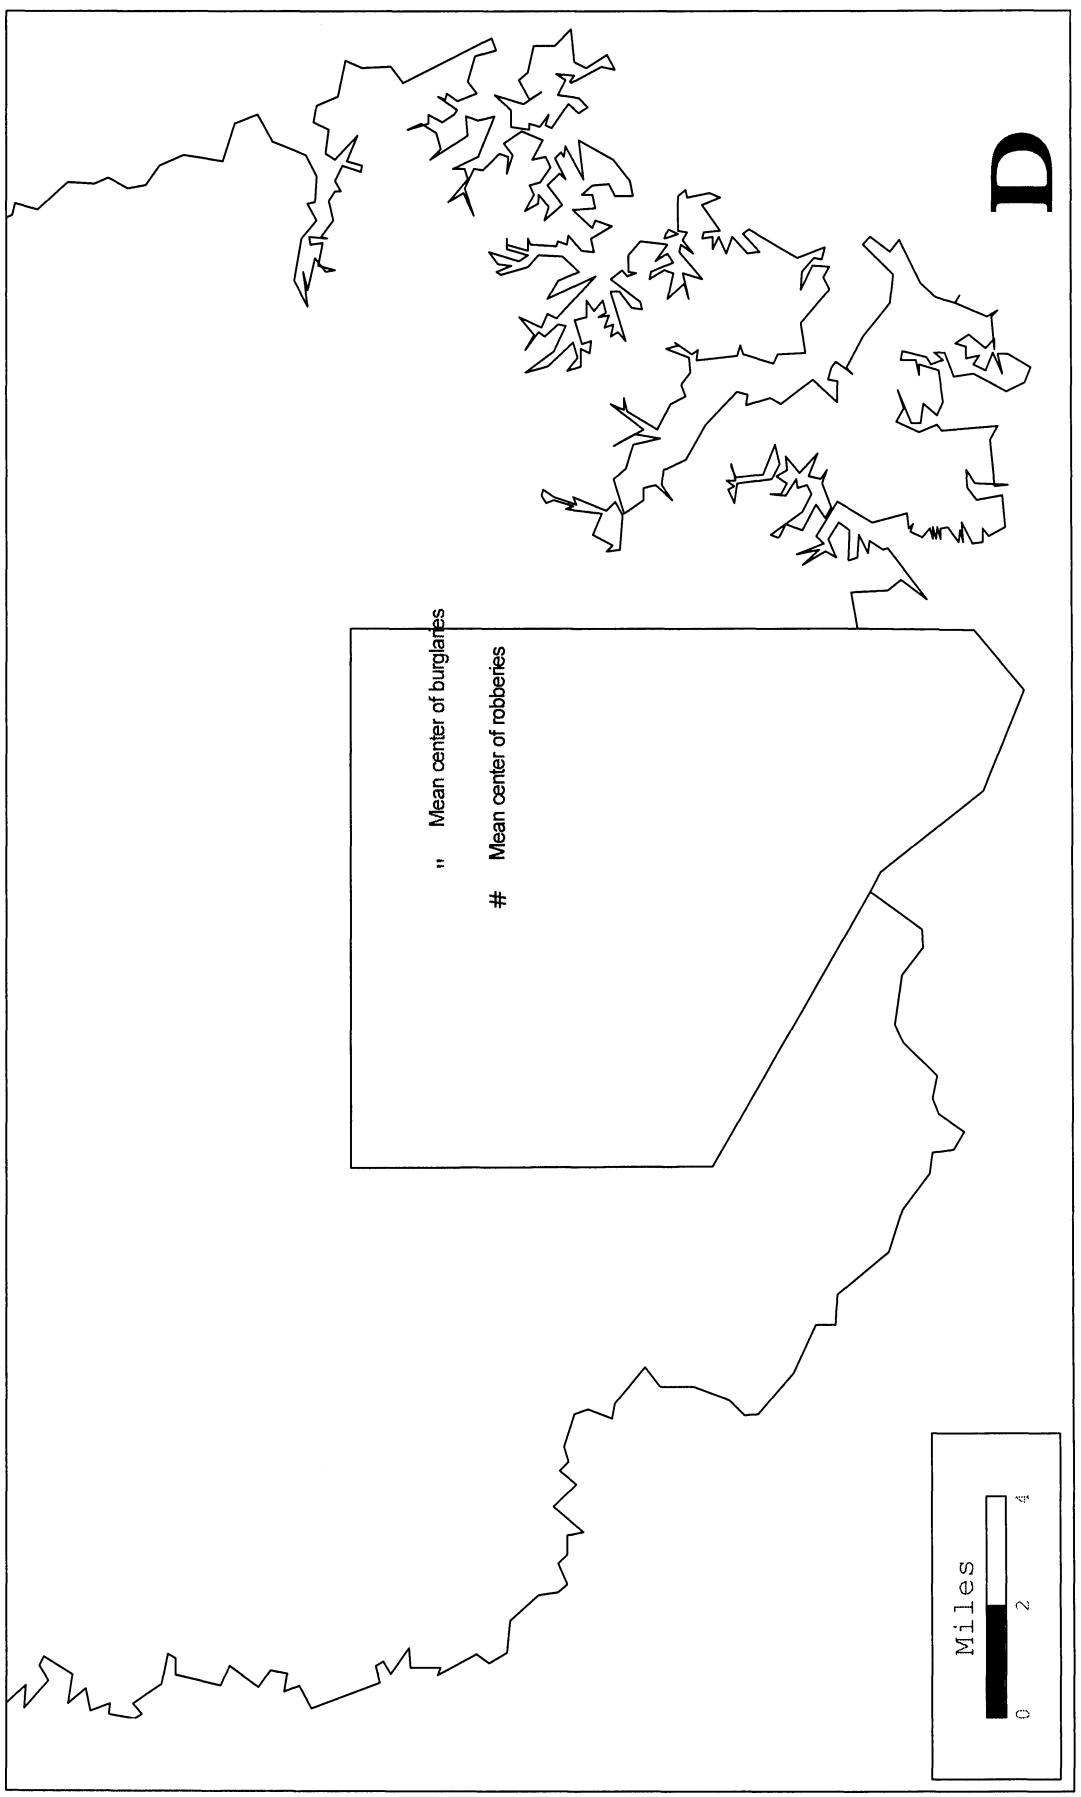 " Mean center of burglaries
# Mean center of robberies
Miles
0 2 4
D